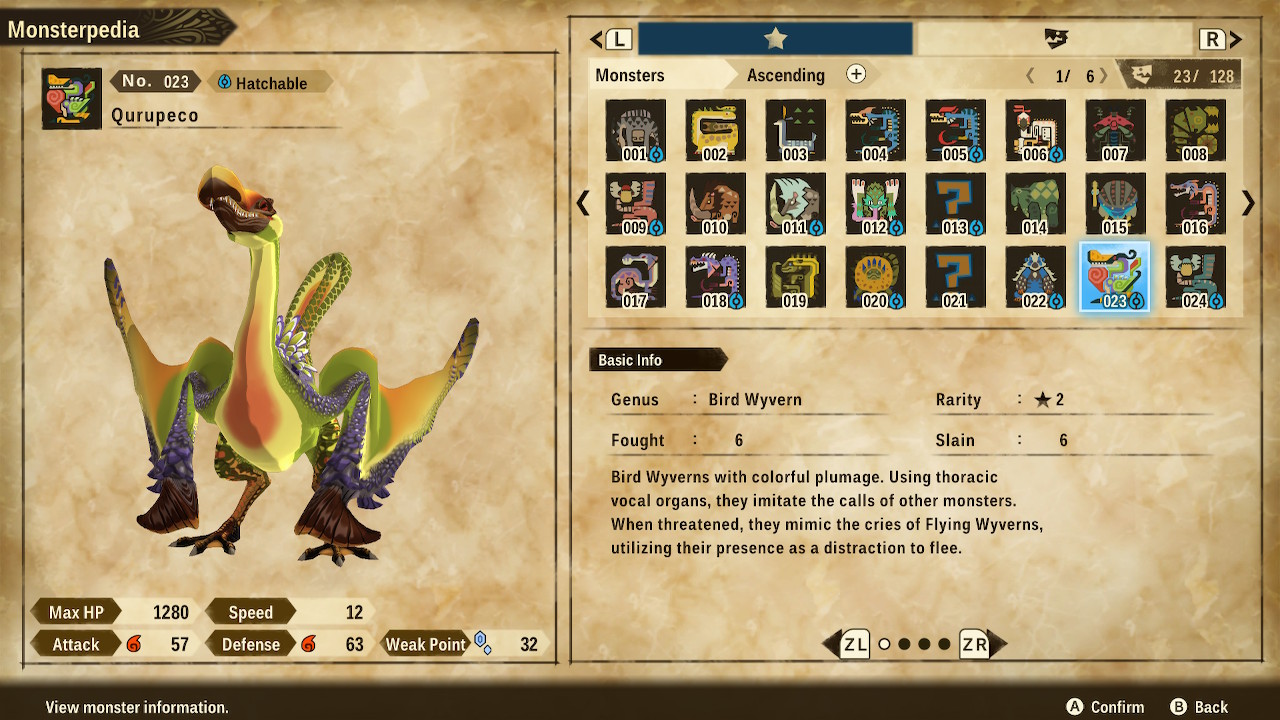 Monsterpedia
No. 023
Hatchable
Qurupeco
L
R
Monsters
Ascending
1/ 6
23/ 128
001 002 003 004 005 006 007 008
009 010 011 012 013 014 015 016
017 018 019 020 021 022 023 024
Basic Info
Genus : Bird Wyvern
Rarity : ★ 2
Fought : 6
Slain : 6
Bird Wyverns with colorful plumage. Using thoracic
vocal organs, they imitate the calls of other monsters.
When threatened, they mimic the cries of Flying Wyverns,
utilizing their presence as a distraction to flee.
Max HP 1280
Speed 12
Attack 57
Defense 63
Weak Point 32
ZL
ZR
View monster information.
A Confirm
B Back